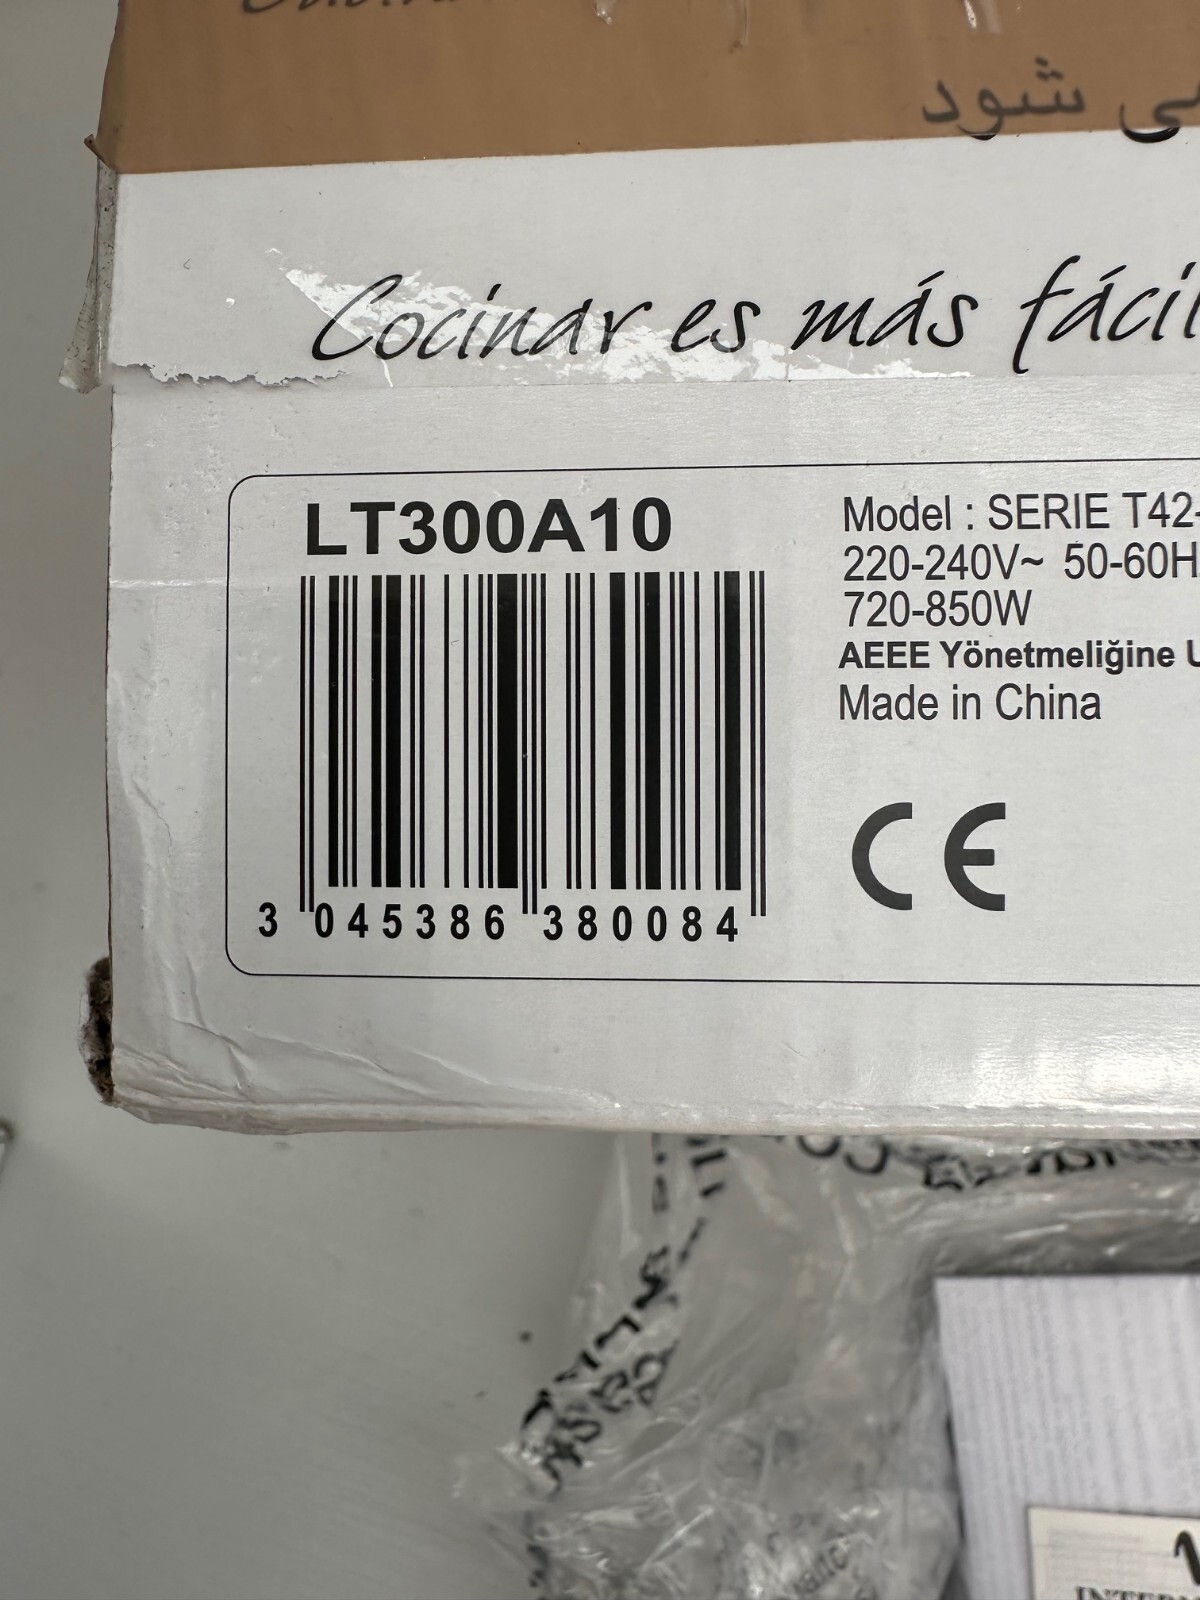 می شود
Cocinar es más fácil
LT300A10
Model : SERIE T42-
220-240V~ 50-60H
720-850W
AEEE Yönetmeliğine U
Made in China
CE
3 045386 380084